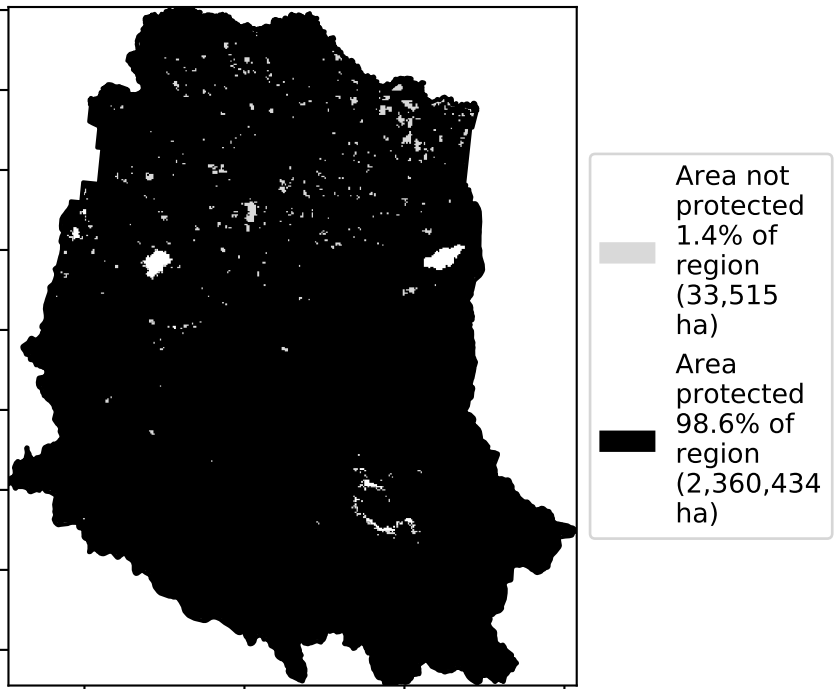 Area not
protected
1.4% of
region
(33,515
ha)
Area
protected
98.6% of
region
(2,360,434
ha)